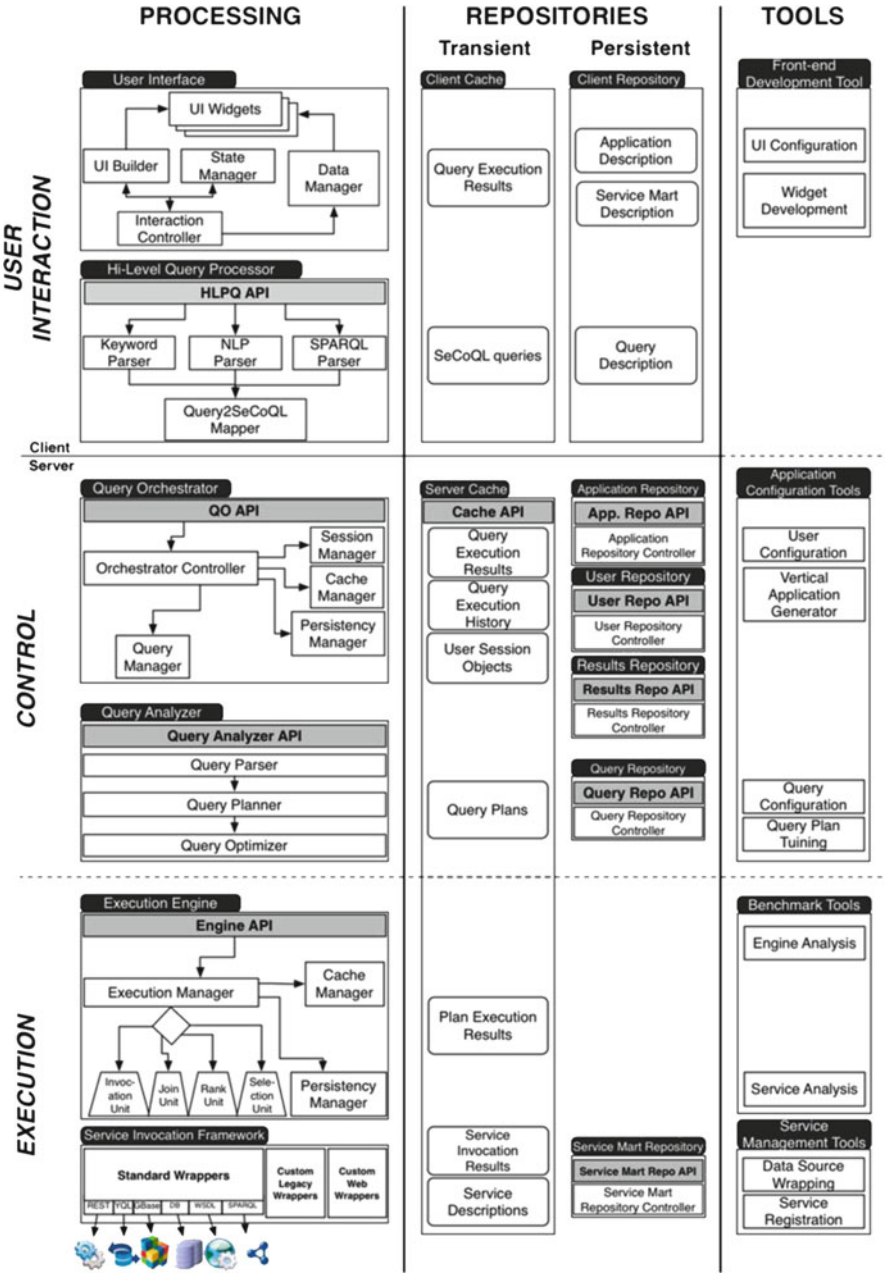 PROCESSING
REPOSITORIES
TOOLS
Transient
Persistent
USER
INTERACTION
User Interface
UI Widgets
UI Builder
State
Manager
Data
Manager
Interaction
Controller
Client Cache
Query Execution
Results
Client Repository
Application
Description
Service Mart
Description
Front-end
Development Tool
UI Configuration
Widget
Development
Hi-Level Query Processor
HLPQ API
Keyword
Parser
NLP
Parser
SPARQL
Parser
Query2SeCoQL
Mapper
SeCoQL queries
Query
Description
Client
Server
CONTROL
Query Orchestrator
QO API
Orchestrator Controller
Session
Manager
Cache
Manager
Persistency
Manager
Query
Manager
Server Cache
Cache API
Query
Execution
Results
Query
Execution
History
User Session
Objects
Application Repository
App. Repo API
Application
Repository Controller
User Repository
User Repo API
User Repository
Controller
Results Repository
Results Repo API
Results Repository
Controller
Application
Configuration Tools
User
Configuration
Vertical
Application
Generator
Query Analyzer
Query Analyzer API
Query Parser
Query Planner
Query Optimizer
Query Plans
Query Repository
Query Repo API
Query Repository
Controller
Query
Configuration
Query Plan
Tuining
EXECUTION
Execution Engine
Engine API
Execution Manager
Cache
Manager
Invoc-
ation
Unit
Join
Unit
Rank
Unit
Sele-
ction
Unit
Persistency
Manager
Plan Execution
Results
Benchmark Tools
Engine Analysis
Service Analysis
Service Invocation Framework
Standard Wrappers
REST
YQL
GBase
DB
WSDL
SPARQL
Custom
Legacy
Wrappers
Custom
Web
Wrappers
Service
Invocation
Results
Service
Descriptions
Service Mart Repository
Service Mart Repo API
Service Mart
Repository Controller
Service
Management Tools
Data Source
Wrapping
Service
Registration